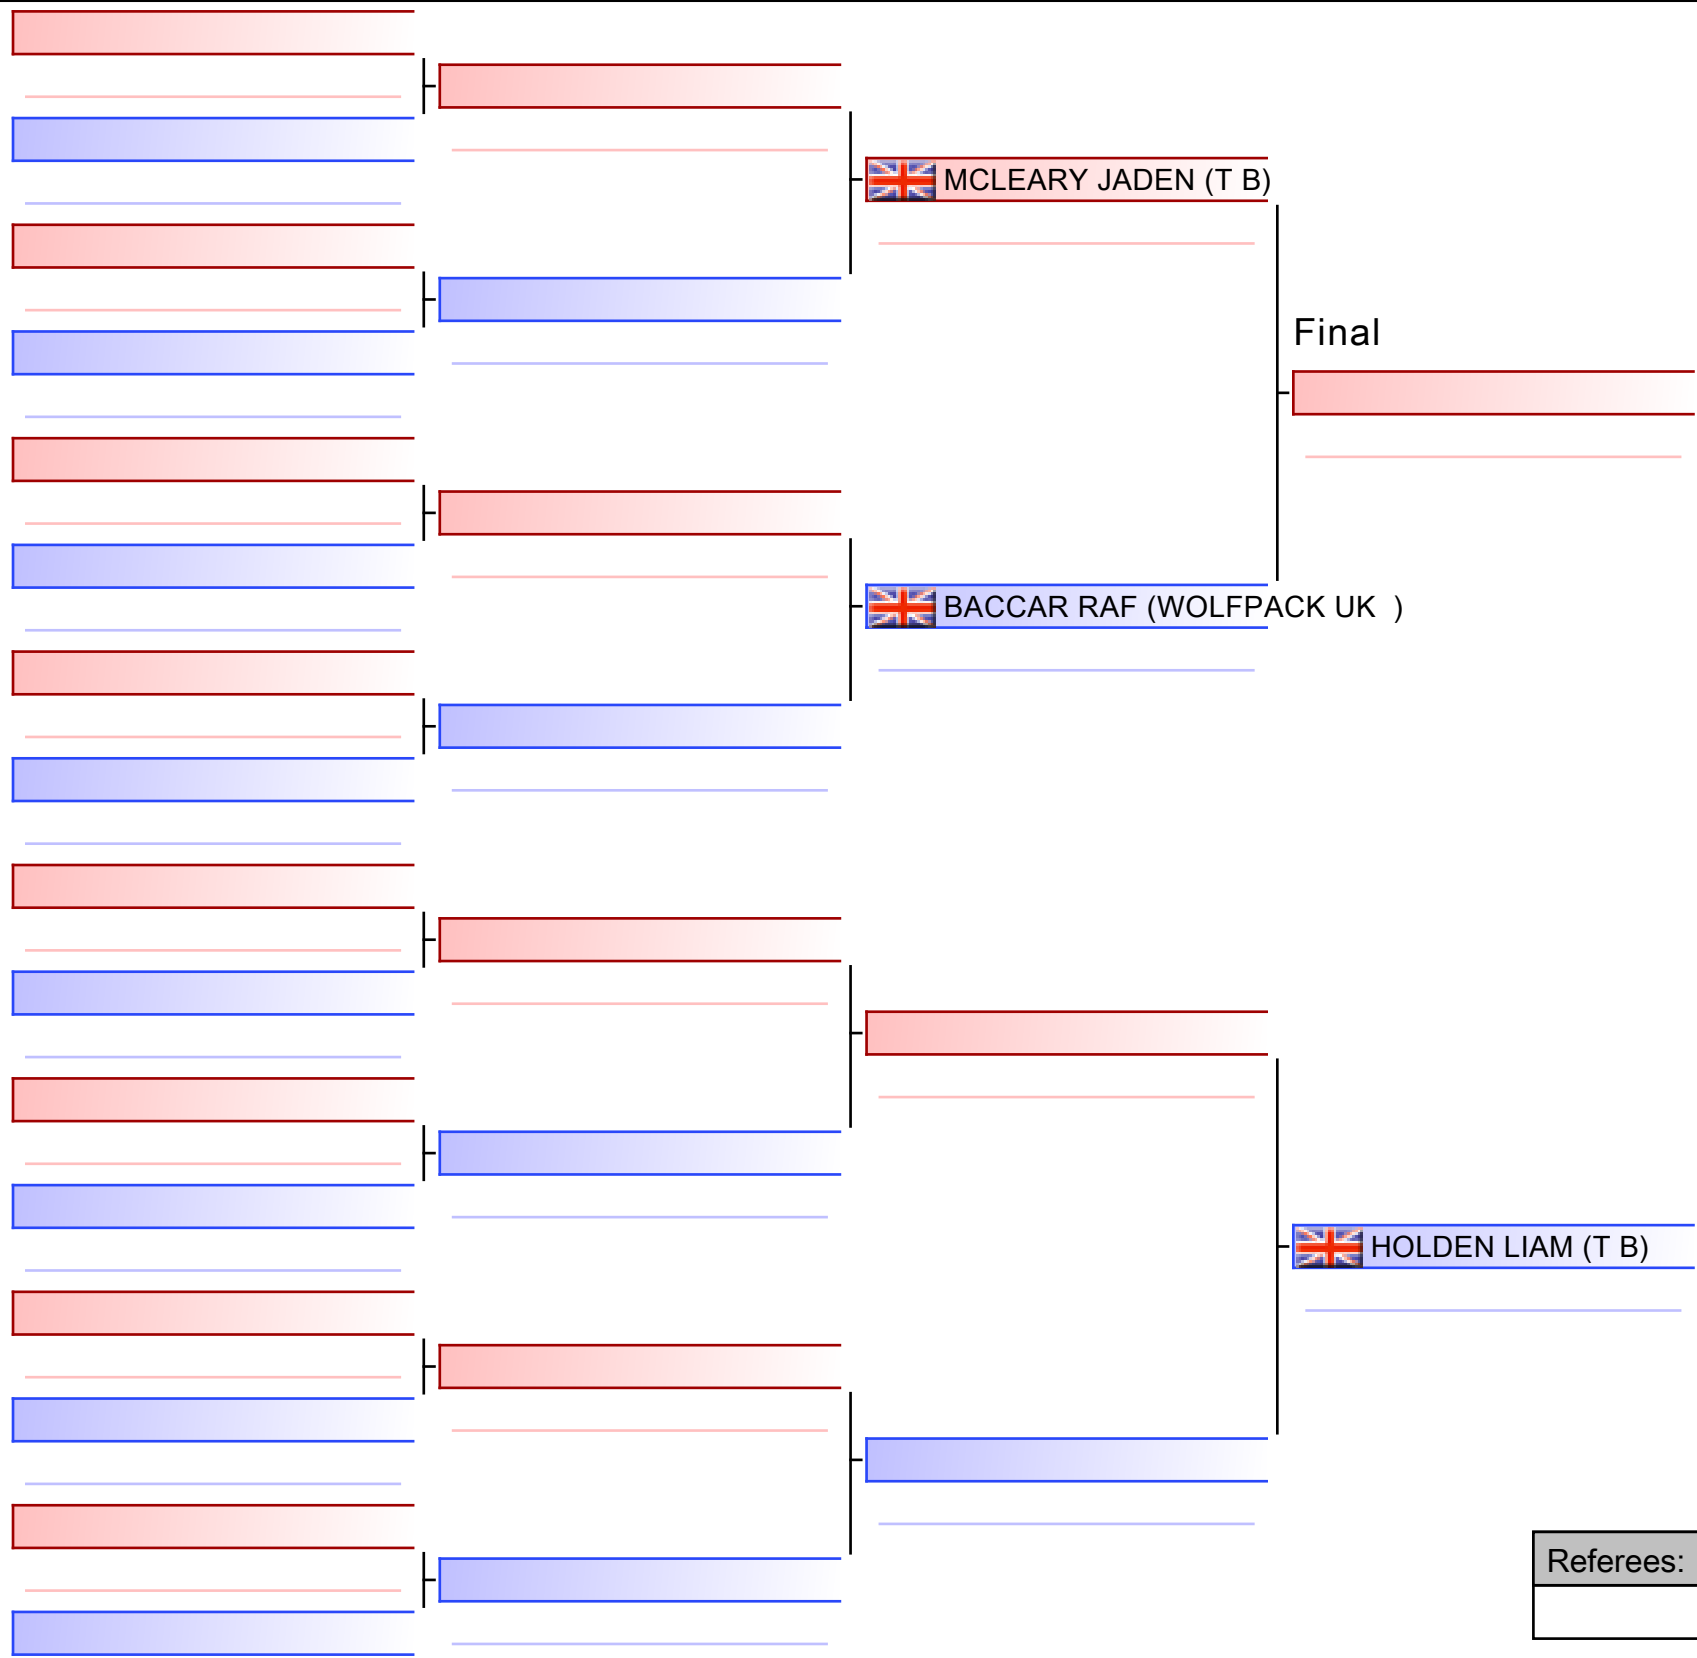 MCLEARY JADEN (T B)
Final
BACCAR RAF (WOLFPACK UK  )
HOLDEN LIAM (T B)
Referees: